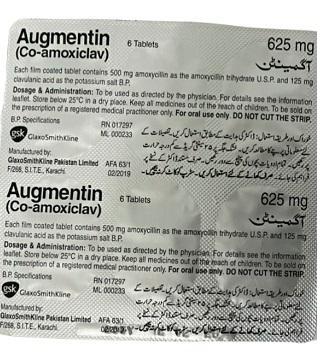 Augmentin
(Co-amoxiclav)
6 Tablets
625 mg
آگمینٹن
Each film coated tablet contains 500 mg amoxycillin as the amoxycillin trihydrate U.S.P. and 125 mg
clavulanic acid as the potassium salt B.P.
Dosage & Administration: To be used as directed by the physician. For details see the information
leaflet. Store below 25°C in a dry place. Keep all medicines out of the reach of children. To be sold on
the prescription of a registered medical practitioner only. For oral use only. DO NOT CUT THE STRIP.
B.P. Specifications
RN 017297
ML 000233
gsk GlaxoSmithKline
Manufactured by:
GlaxoSmithKline Pakistan Limited AFA 63/1
F/268, S.I.T.E., Karachi. 02/2019
Augmentin
(Co-amoxiclav)
6 Tablets
625 mg
آگمینٹن
Each film coated tablet contains 500 mg amoxycillin as the amoxycillin trihydrate U.S.P. and 125 mg
clavulanic acid as the potassium salt B.P.
Dosage & Administration: To be used as directed by the physician. For details see the information
leaflet. Store below 25°C in a dry place. Keep all medicines out of the reach of children. To be sold on
the prescription of a registered medical practitioner only. For oral use only. DO NOT CUT THE STRIP.
B.P. Specifications
RN 017297
ML 000233
gsk GlaxoSmithKline
Manufactured by:
GlaxoSmithKline Pakistan Limited AFA 63/1
F/268, S.I.T.E., Karachi. 02/2019